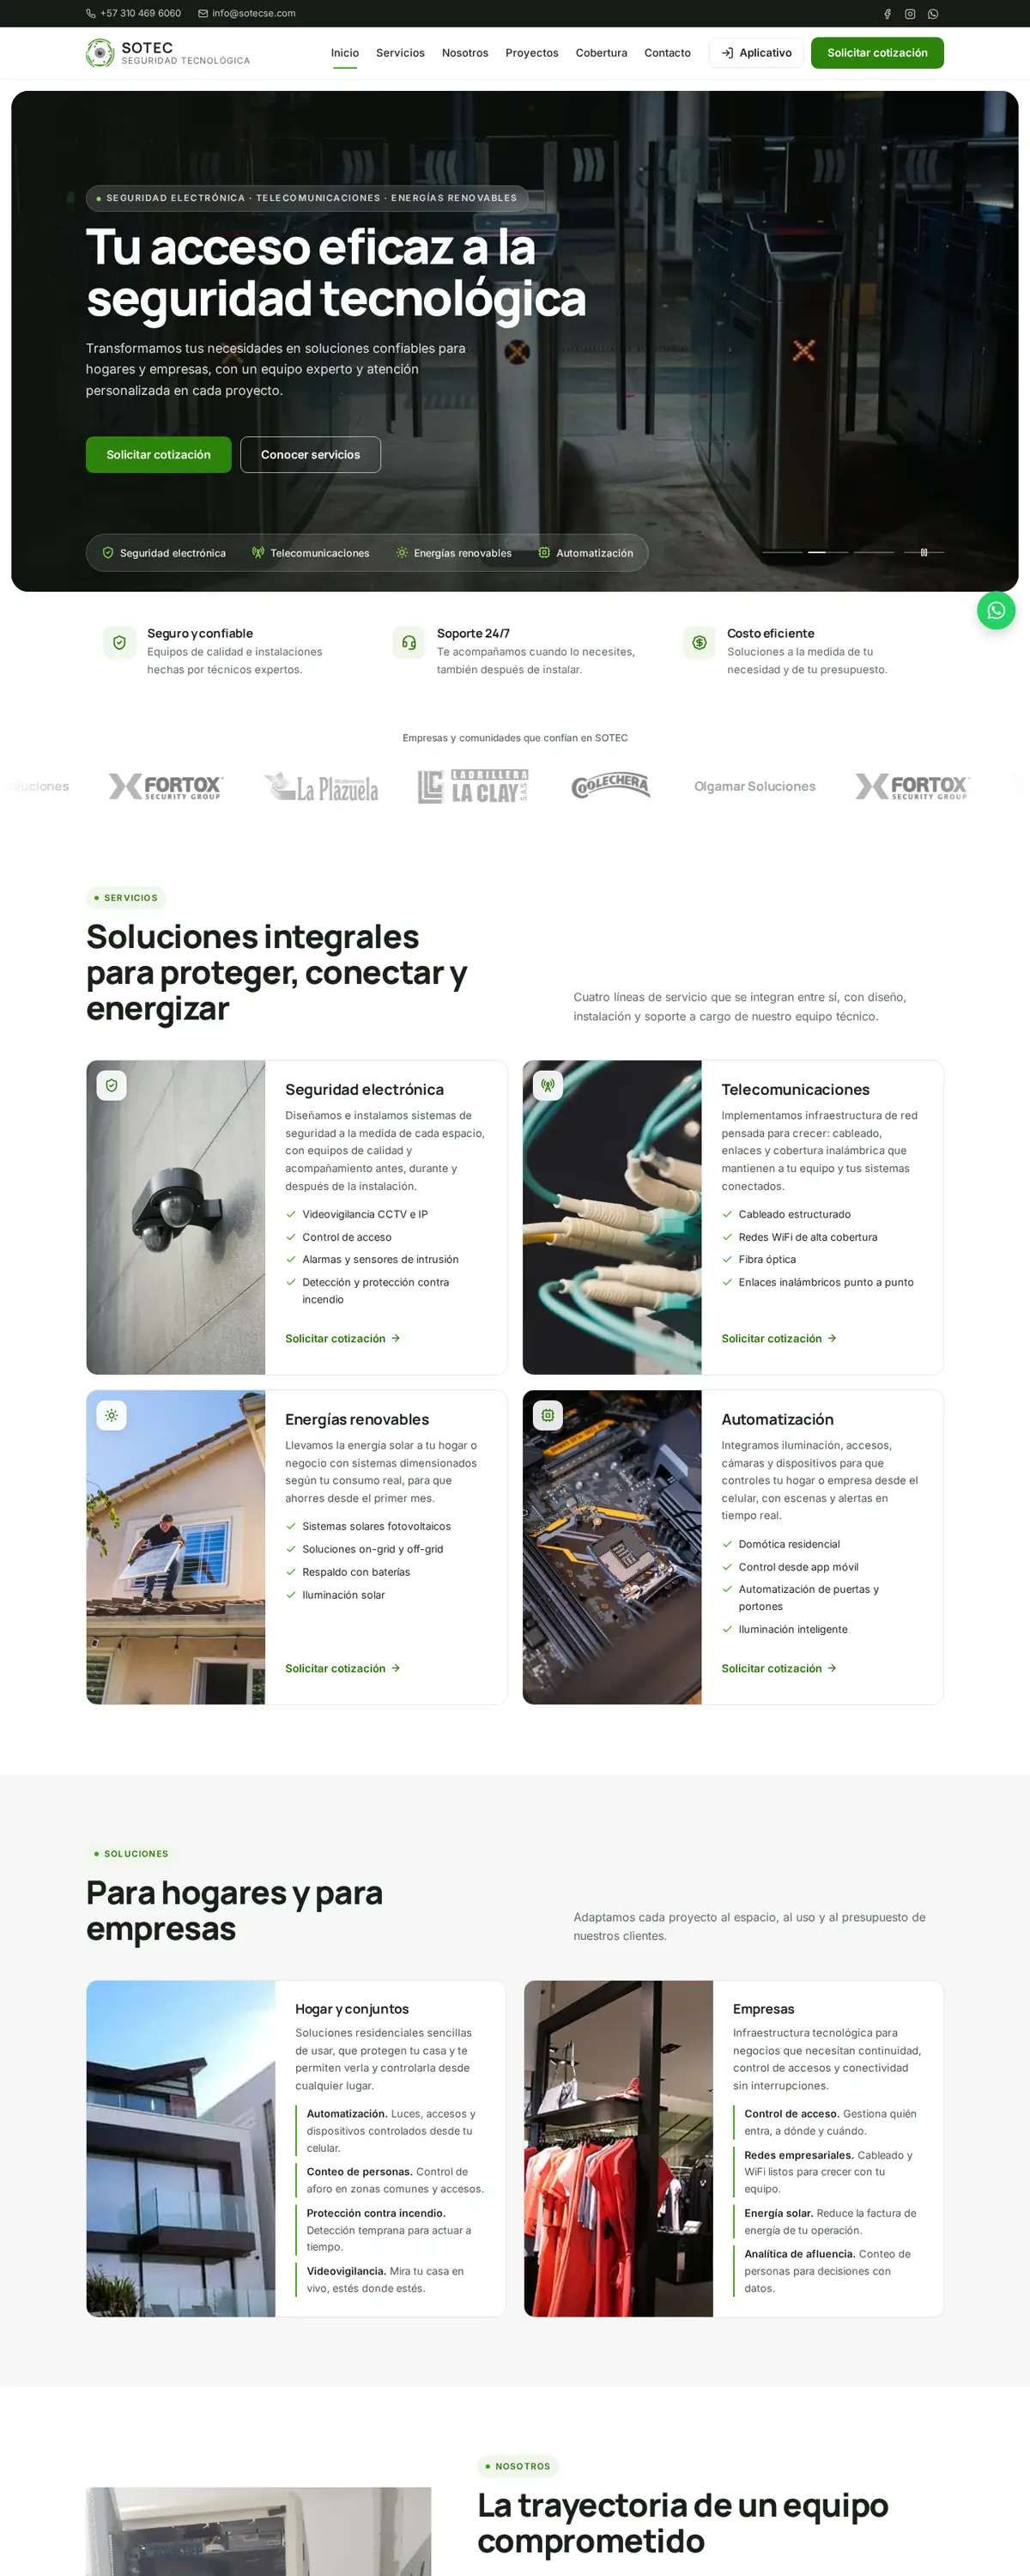 +57 310 469 6060 info@sotecse.com
SOTEC
SEGURIDAD TECNOLÓGICA
Inicio Servicios Nosotros Proyectos Cobertura Contacto Aplicativo Solicitar cotización
SEGURIDAD ELECTRÓNICA · TELECOMUNICACIONES · ENERGÍAS RENOVABLES
Tu acceso eficaz a la
seguridad tecnológica
Transformamos tus necesidades en soluciones confiables para
hogares y empresas, con un equipo experto y atención
personalizada en cada proyecto.
Solicitar cotización Conocer servicios
Seguridad electrónica Telecomunicaciones Energías renovables Automatización
Seguro y confiable
Equipos de calidad e instalaciones
hechas por técnicos expertos.
Soporte 24/7
Te acompañamos cuando lo necesites,
también después de instalar.
Costo eficiente
Soluciones a la medida de tu
necesidad y de tu presupuesto.
Empresas y comunidades que confían en SOTEC
oluciones
FORTOX
SECURITY GROUP
La Plazuela
LADRILLERA
LA CLAY S.A.S
COOLECHERA
Olgamar Soluciones
FORTOX
SECURITY GROUP
SERVICIOS
Soluciones integrales
para proteger, conectar y
energizar
Cuatro líneas de servicio que se integran entre sí, con diseño,
instalación y soporte a cargo de nuestro equipo técnico.
Seguridad electrónica
Diseñamos e instalamos sistemas de
seguridad a la medida de cada espacio,
con equipos de calidad y
acompañamiento antes, durante y
después de la instalación.
Videovigilancia CCTV e IP
Control de acceso
Alarmas y sensores de intrusión
Detección y protección contra
incendio
Solicitar cotización
Telecomunicaciones
Implementamos infraestructura de red
pensada para crecer: cableado,
enlaces y cobertura inalámbrica que
mantienen a tu equipo y tus sistemas
conectados.
Cableado estructurado
Redes WiFi de alta cobertura
Fibra óptica
Enlaces inalámbricos punto a punto
Solicitar cotización
Energías renovables
Llevamos la energía solar a tu hogar o
negocio con sistemas dimensionados
según tu consumo real, para que
ahorres desde el primer mes.
Sistemas solares fotovoltaicos
Soluciones on-grid y off-grid
Respaldo con baterías
Iluminación solar
Solicitar cotización
Automatización
Integramos iluminación, accesos,
cámaras y dispositivos para que
controles tu hogar o empresa desde el
celular, con escenas y alertas en
tiempo real.
Domótica residencial
Control desde app móvil
Automatización de puertas y
portones
Iluminación inteligente
Solicitar cotización
SOLUCIONES
Para hogares y para
empresas
Adaptamos cada proyecto al espacio, al uso y al presupuesto de
nuestros clientes.
Hogar y conjuntos
Soluciones residenciales sencillas
de usar, que protegen tu casa y te
permiten verla y controlarla desde
cualquier lugar.
Automatización. Luces, accesos y
dispositivos controlados desde tu
celular.
Conteo de personas. Control de
aforo en zonas comunes y accesos.
Protección contra incendio.
Detección temprana para actuar a
tiempo.
Videovigilancia. Mira tu casa en
vivo, estés donde estés.
Empresas
Infraestructura tecnológica para
negocios que necesitan continuidad,
control de accesos y conectividad
sin interrupciones.
Control de acceso. Gestiona quién
entra, a dónde y cuándo.
Redes empresariales. Cableado y
WiFi listos para crecer con tu
equipo.
Energía solar. Reduce la factura de
energía de tu operación.
Analítica de afluencia. Conteo de
personas para decisiones con
datos.
NOSOTROS
La trayectoria de un equipo
comprometido